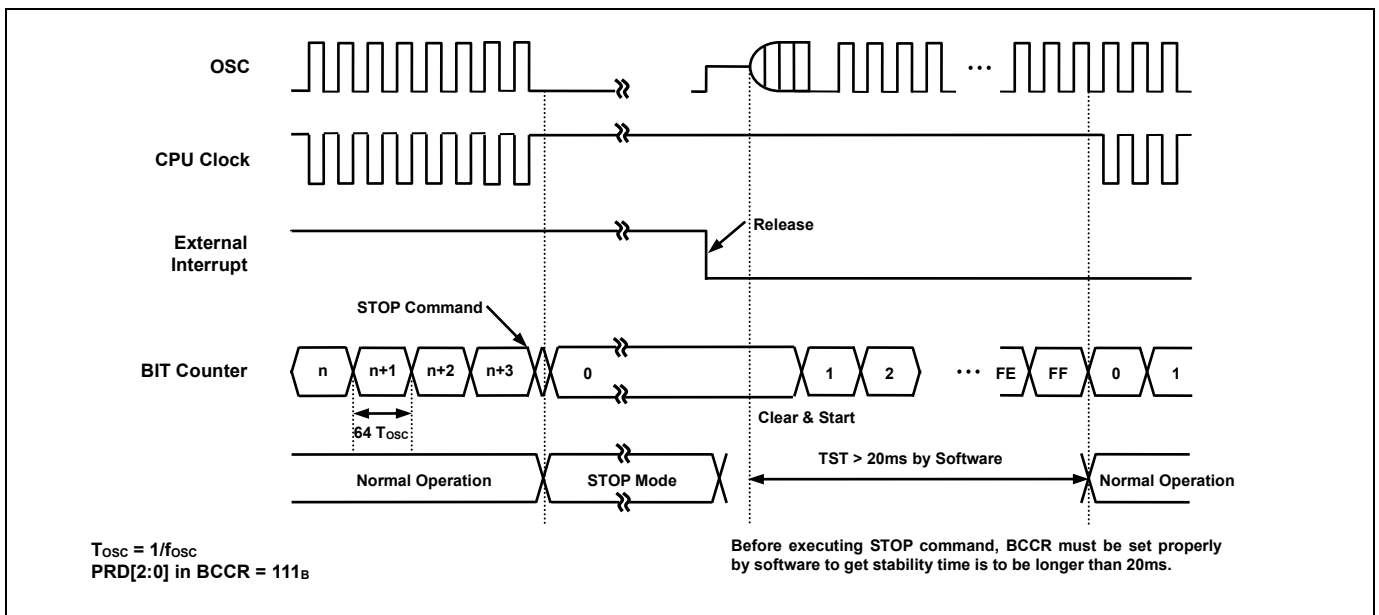 OSC
...
CPU Clock
Release
External
Interrupt
STOP Command
BIT Counter
n n+1 n+2 n+3 0 1 2 ... FE FF 0 1
Clear & Start
64 Tosc
Normal Operation STOP Mode TST > 20ms by Software Normal Operation
Tosc = 1/fosc
PRD[2:0] in BCCR = 111B
Before executing STOP command, BCCR must be set properly
by software to get stability time is to be longer than 20ms.